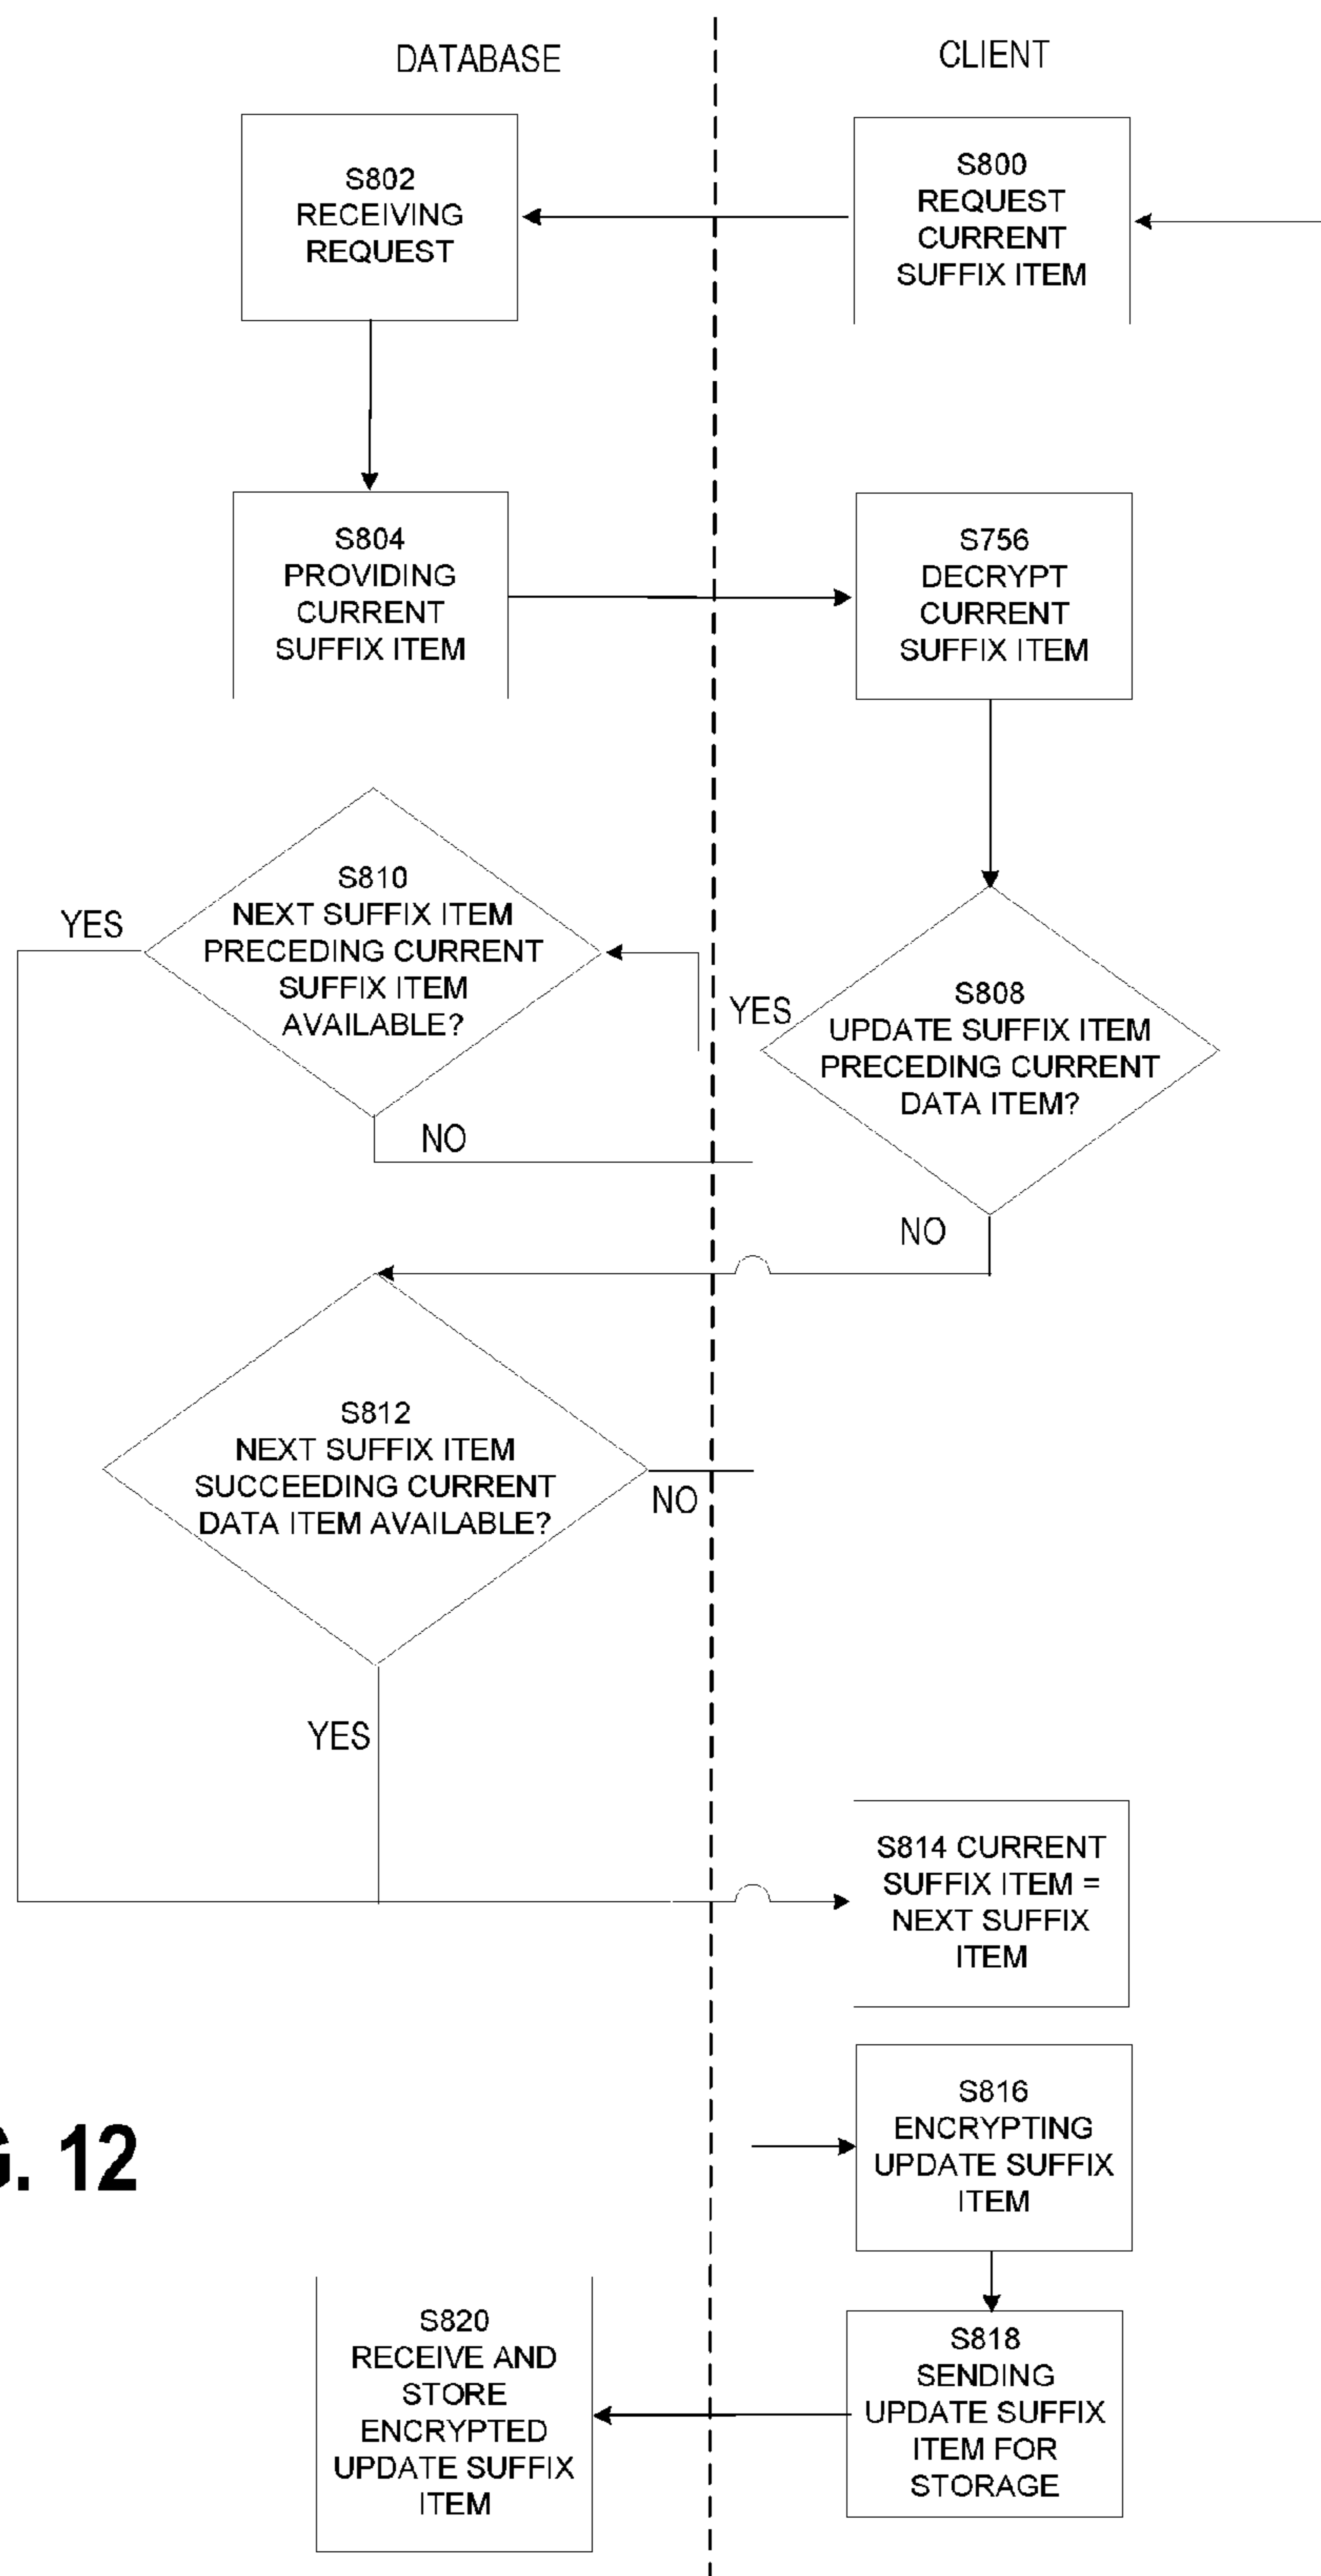 DATABASE
CLIENT
S802
RECEIVING
REQUEST
S800
REQUEST
CURRENT
SUFFIX ITEM
S804
PROVIDING
CURRENT
SUFFIX ITEM
S756
DECRYPT
CURRENT
SUFFIX ITEM
S810
NEXT SUFFIX ITEM
PRECEDING CURRENT
SUFFIX ITEM
AVAILABLE?
YES
YES
S808
UPDATE SUFFIX ITEM
PRECEDING CURRENT
DATA ITEM?
NO
NO
S812
NEXT SUFFIX ITEM
SUCCEEDING CURRENT
DATA ITEM AVAILABLE?
NO
YES
S814 CURRENT
SUFFIX ITEM =
NEXT SUFFIX
ITEM
S816
ENCRYPTING
UPDATE SUFFIX
ITEM
G. 12
S820
RECEIVE AND
STORE
ENCRYPTED
UPDATE SUFFIX
ITEM
S818
SENDING
UPDATE SUFFIX
ITEM FOR
STORAGE